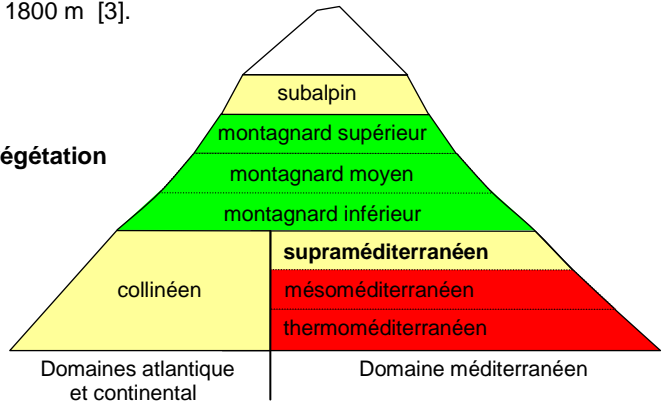 1800 m [3].
subalpin
montagnard supérieur
égétation
montagnard moyen
montagnard inférieur
supraméditerranéen
collinéen
mésoméditerranéen
thermoméditerranéen
Domaines atlantique
et continental
Domaine méditerranéen